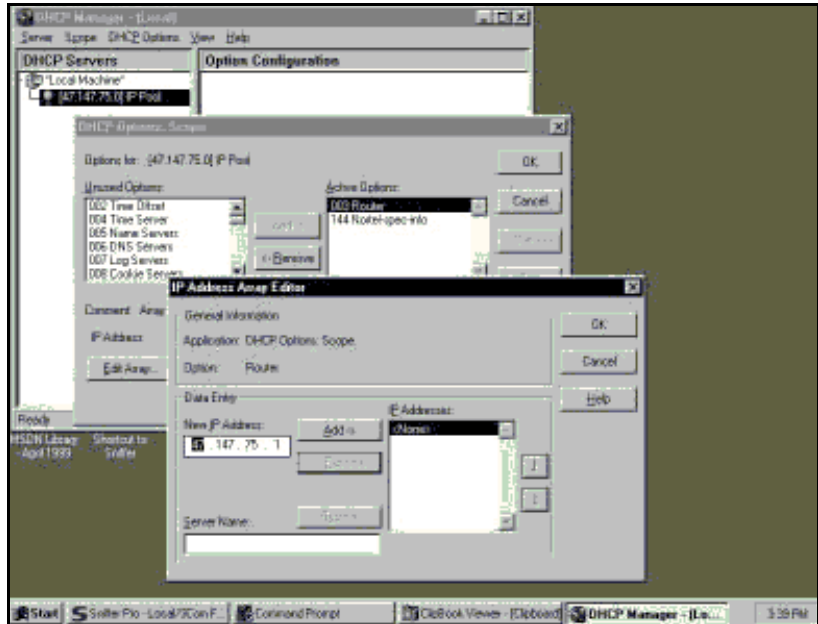 DHCP Manager - (Local)
Server Scope DHCP Options View Help
DHCP Servers
Option Configuration
"Local Machine"
[47.147.75.0] IP Pool
DHCP Options: Scope
Options for: [47.147.75.0] IP Pool
OK
Unused Options:
Active Options:
002 Time Offset
004 Time Server
005 Name Servers
006 DNS Servers
007 Log Servers
008 Cookie Servers
003 Router
144 Nortel-spec-info
Cancel
<- Remove
Comment: Array
IP Address
Edit Array...
Ready
IP Address Array Editor
General Information
Application: DHCP Options: Scope.
Option: Router
OK
Cancel
Help
Data Entry
New IP Address:
47 . 147 . 75 . 1
Add ->
IP Addresses:
<None>
Server Name:
MSDN Library
- April 1999
Shortcut to
Sniffer
Start
Sniffer Pro - Local/3Com F...
Command Prompt
ClipBook Viewer - [Clipboard]
DHCP Manager - (Lo...
3:39 PM